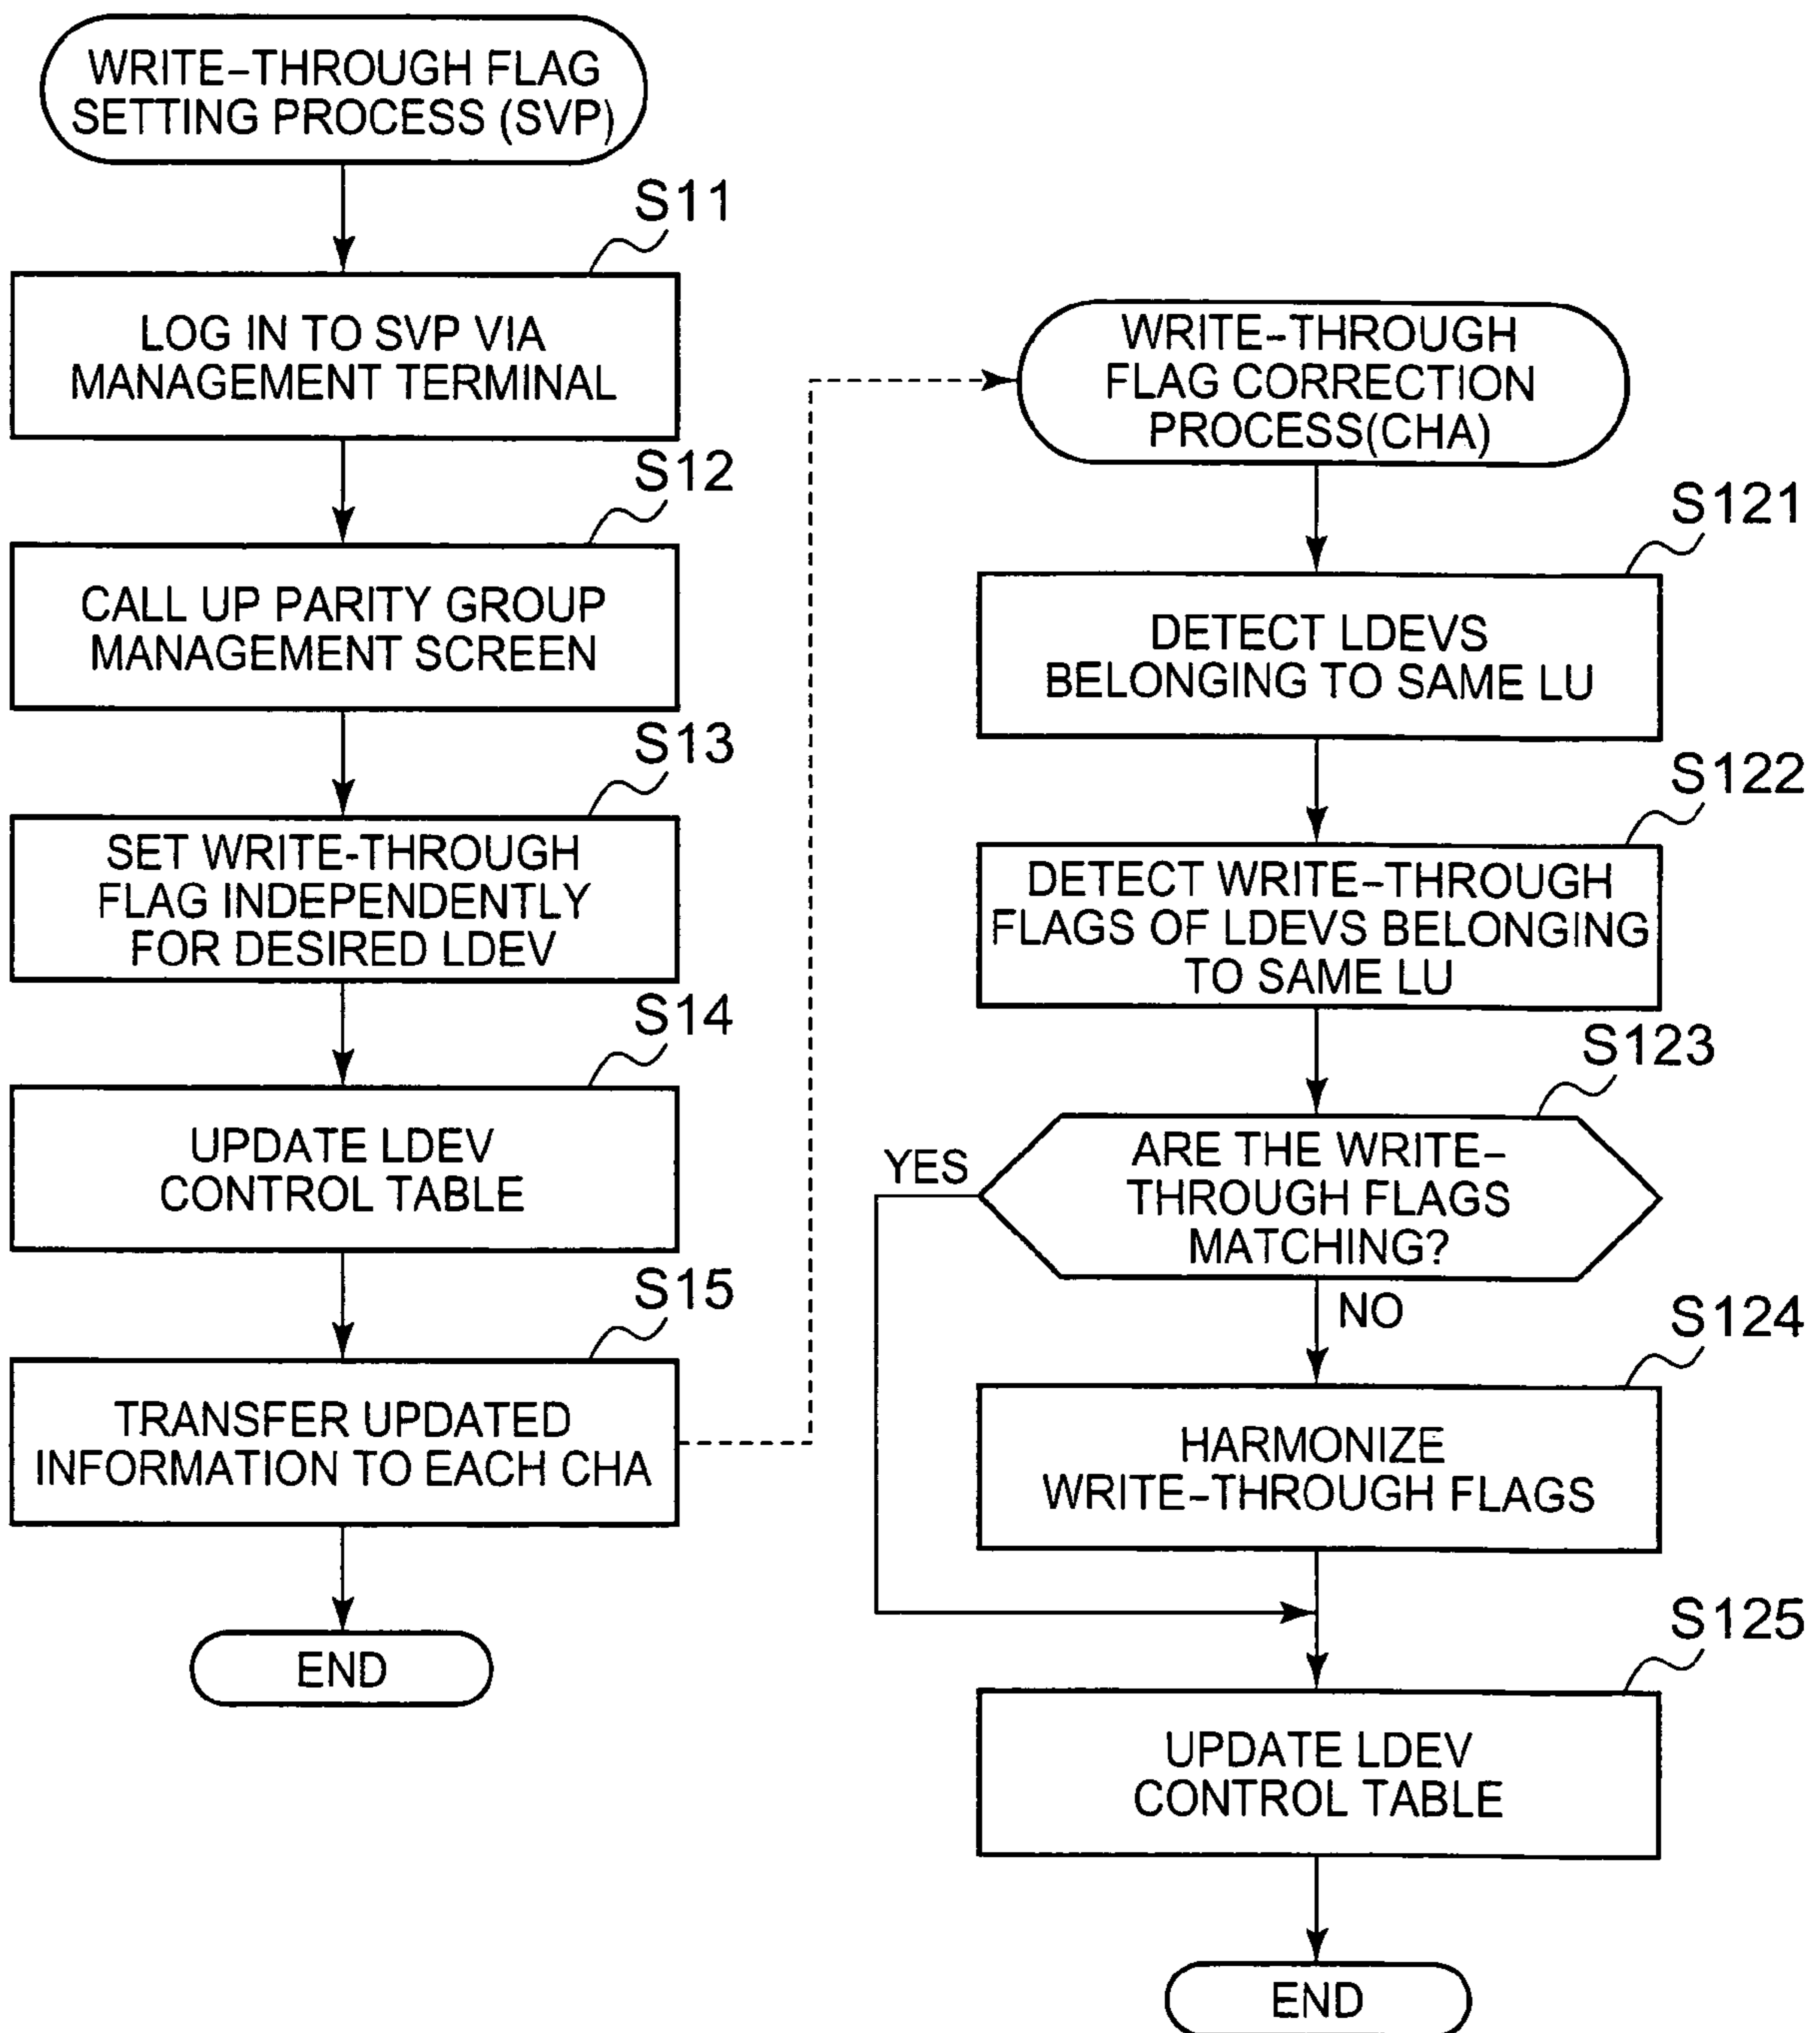 WRITE–THROUGH FLAG
SETTING PROCESS (SVP)
S11
LOG IN TO SVP VIA
MANAGEMENT TERMINAL
S12
CALL UP PARITY GROUP
MANAGEMENT SCREEN
S13
SET WRITE-THROUGH
FLAG INDEPENDENTLY
FOR DESIRED LDEV
S14
UPDATE LDEV
CONTROL TABLE
S15
TRANSFER UPDATED
INFORMATION TO EACH CHA
END
WRITE–THROUGH
FLAG CORRECTION
PROCESS(CHA)
S121
DETECT LDEVS
BELONGING TO SAME LU
S122
DETECT WRITE–THROUGH
FLAGS OF LDEVS BELONGING
TO SAME LU
S123
ARE THE WRITE–
THROUGH FLAGS
MATCHING?
YES
NO
S124
HARMONIZE
WRITE–THROUGH FLAGS
S125
UPDATE LDEV
CONTROL TABLE
END